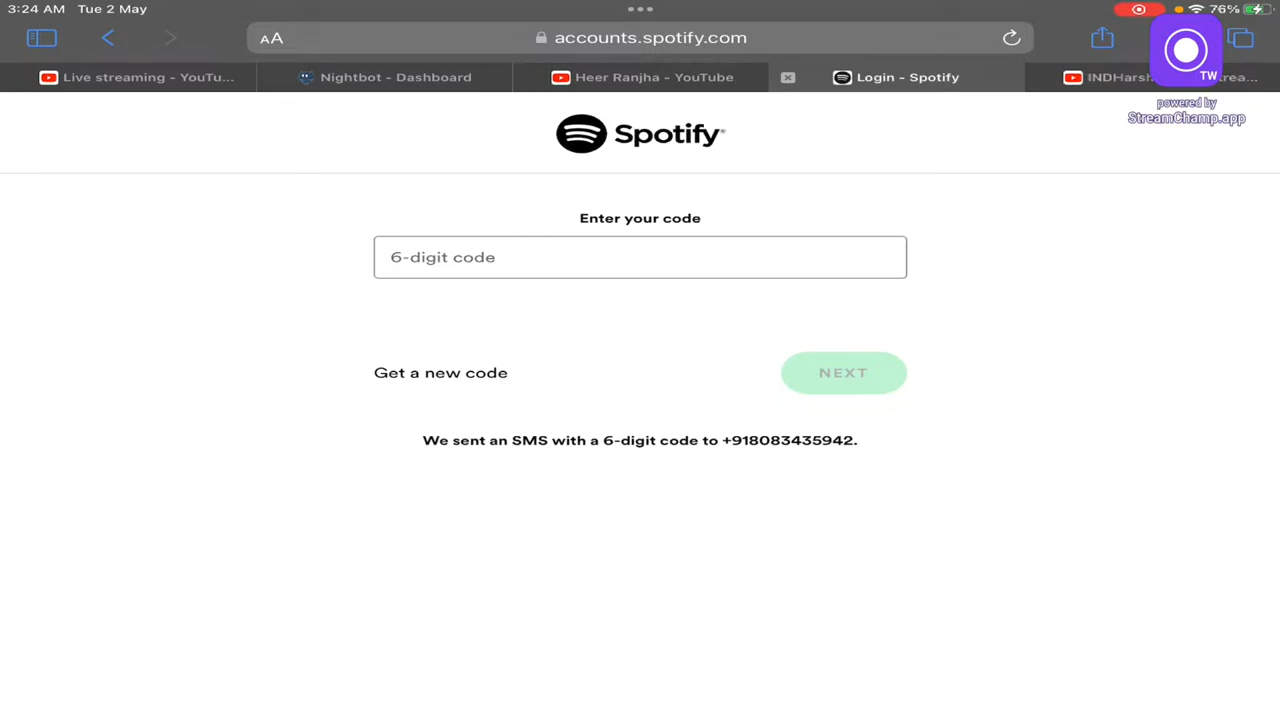 3:24 AM Tue 2 May
76%
AA
accounts.spotify.com
Live streaming - YouTu...
Nightbot - Dashboard
Heer Ranjha - YouTube
Login - Spotify
INDHarsh
rea...
TW
powered by
StreamChamp.app
Spotify
Enter your code
6-digit code
Get a new code
NEXT
We sent an SMS with a 6-digit code to +918083435942.